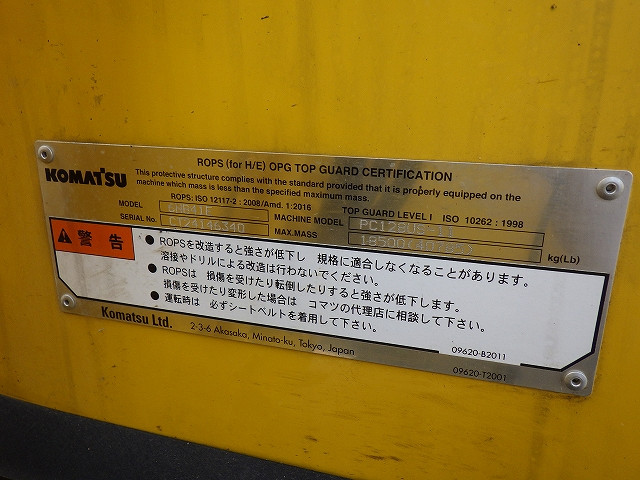 ROPS (for H/E) OPG TOP GUARD CERTIFICATION
KOMATSU
This protective structure complies with the standard provided that it is properly equipped on the
machine which mass is less than the specified maximum mass.
ROPS: ISO 12117-2 : 2008/Amd. 1:2016 TOP GUARD LEVEL I ISO 10262 : 1998
MODEL MACHINE MODEL PC128US-11
SERIAL No. MAX.MASS kg(Lb)
警告
● ROPSを改造すると強さが低下し 規格に適合しなくなることがあります。
溶接やドリルによる改造は行わないでください。
● ROPSは 損傷を受けたり転倒したりすると強さが低下します。
損傷を受けたり変形した場合は コマツの代理店に相談して下さい。
● 運転時は 必ずシートベルトを着用して下さい。
09620-B2011
Komatsu Ltd. 2-3-6 Akasaka, Minato-ku, Tokyo, Japan
09620-T2001